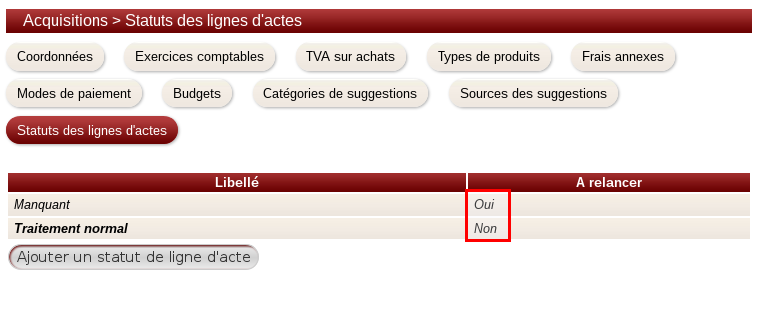 Acquisitions > Statuts des lignes d'actes
Coordonnées Exercices comptables TVA sur achats Types de produits Frais annexes
Modes de paiement Budgets Catégories de suggestions Sources des suggestions
Statuts des lignes d'actes
Libellé A relancer
Manquant Oui
Traitement normal Non
Ajouter un statut de ligne d'acte